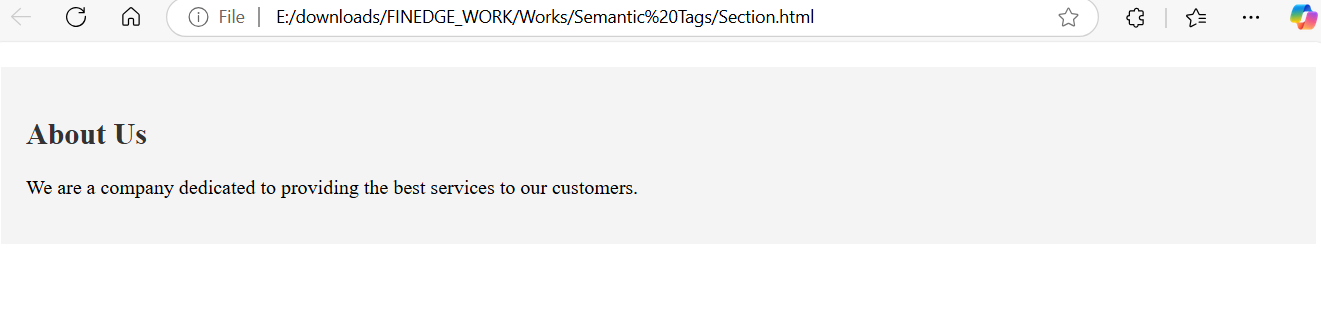 File
E:/downloads/FINEDGE_WORK/Works/Semantic%20Tags/Section.html
About Us
We are a company dedicated to providing the best services to our customers.